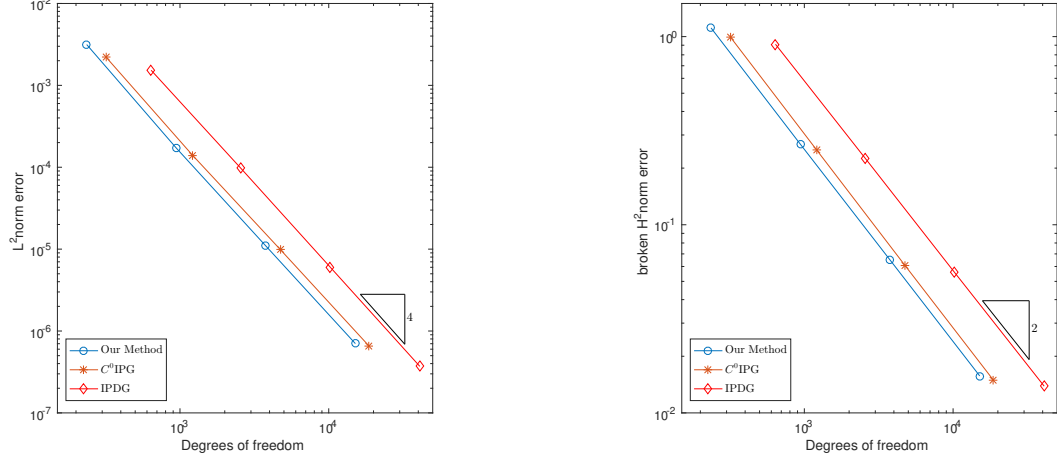 10^-2
10^-3
10^-4
10^-5
10^-6
10^-7
L^2norm error
10^3
10^4
Degrees of freedom
4
Our Method
C^0IPG
IPDG
10^0
10^-1
10^-2
broken H^2norm error
10^3
10^4
Degrees of freedom
2
Our Method
C^0IPG
IPDG